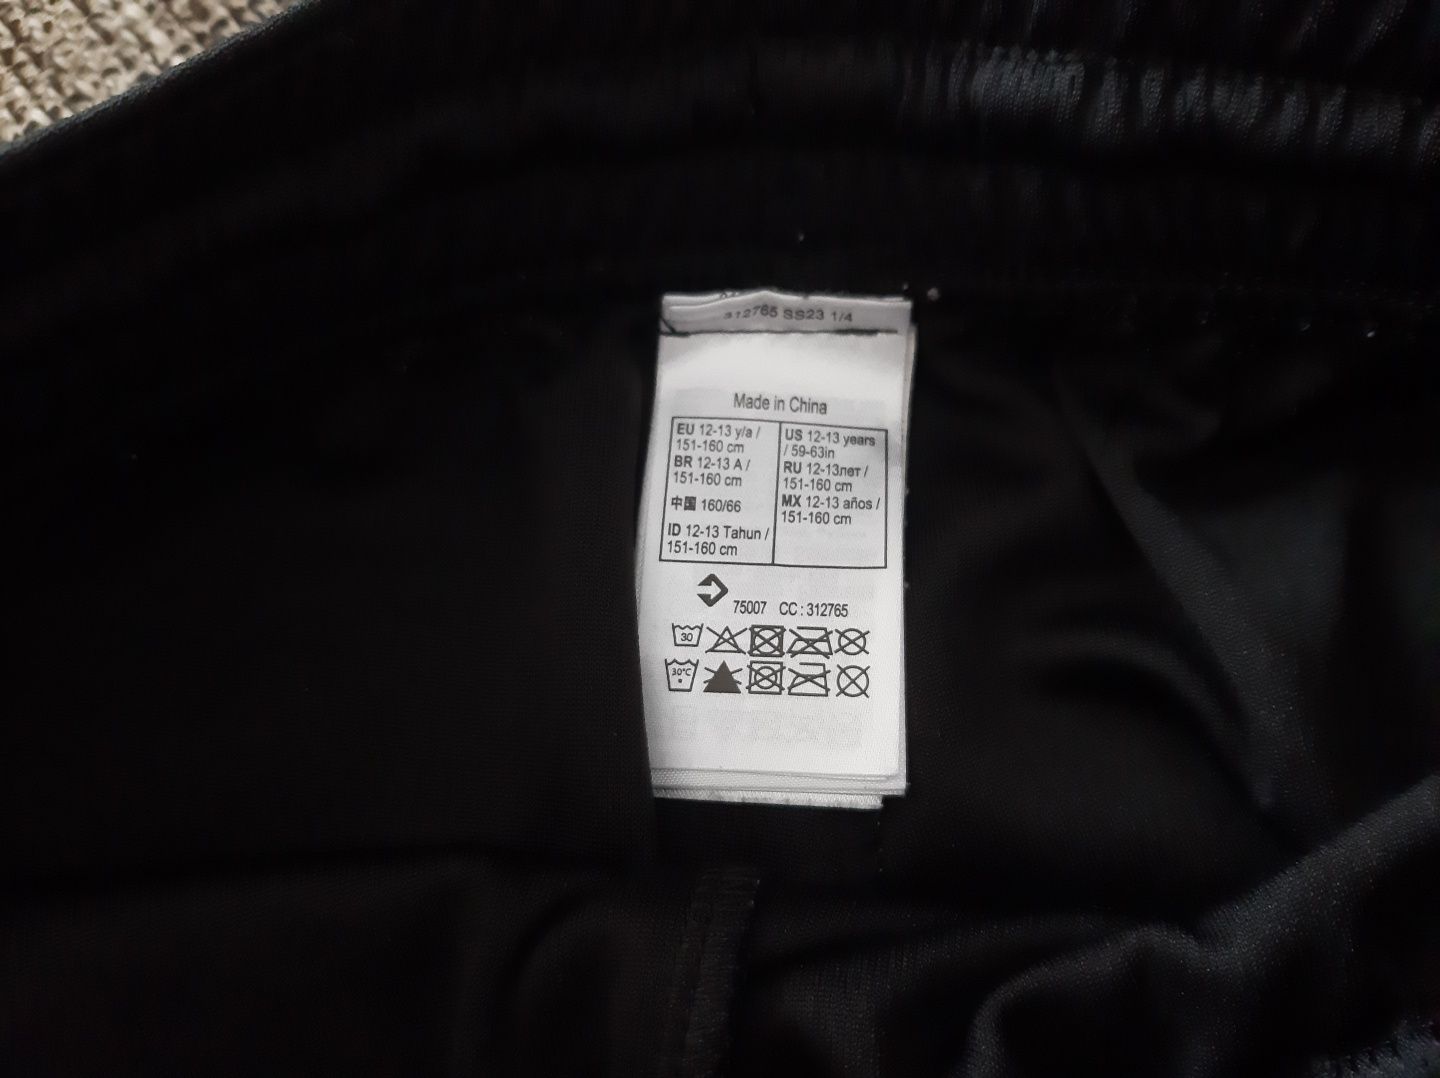 312765 SS23 1/4
Made in China
EU 12-13 y/a /
151-160 cm
BR 12-13 A /
151-160 cm
中国 160/66
ID 12-13 Tahun /
151-160 cm
US 12-13 years
/ 59-63in
RU 12-13лет /
151-160 cm
MX 12-13 años /
151-160 cm
75007 CC : 312765
30
30°C